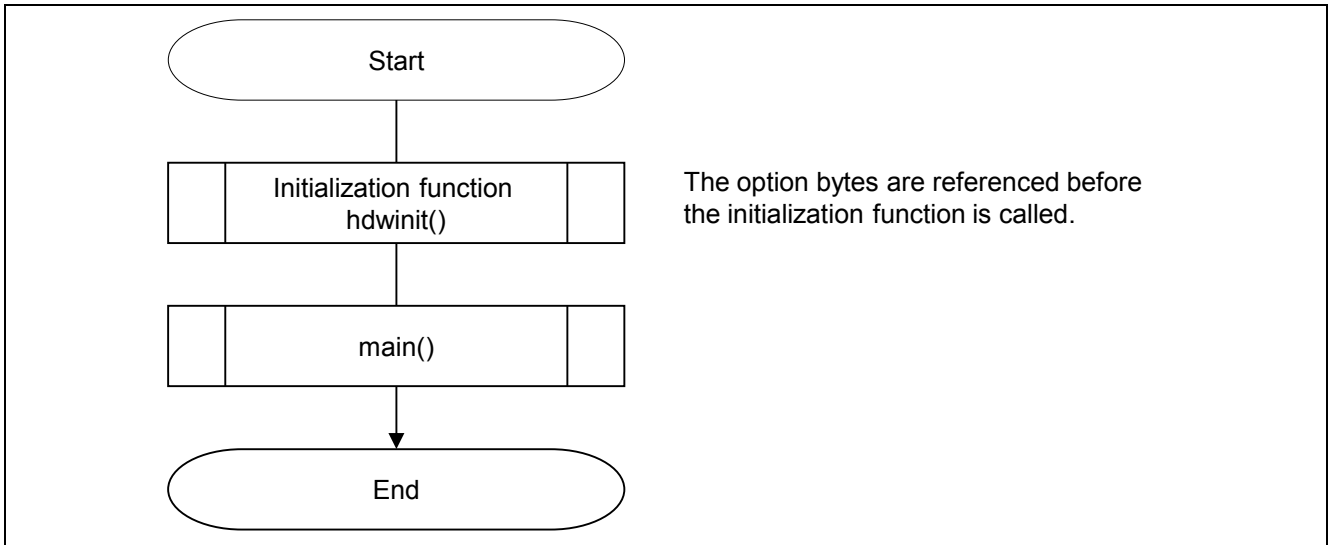 Start
Initialization function
hdwinit()
The option bytes are referenced before
the initialization function is called.
main()
End